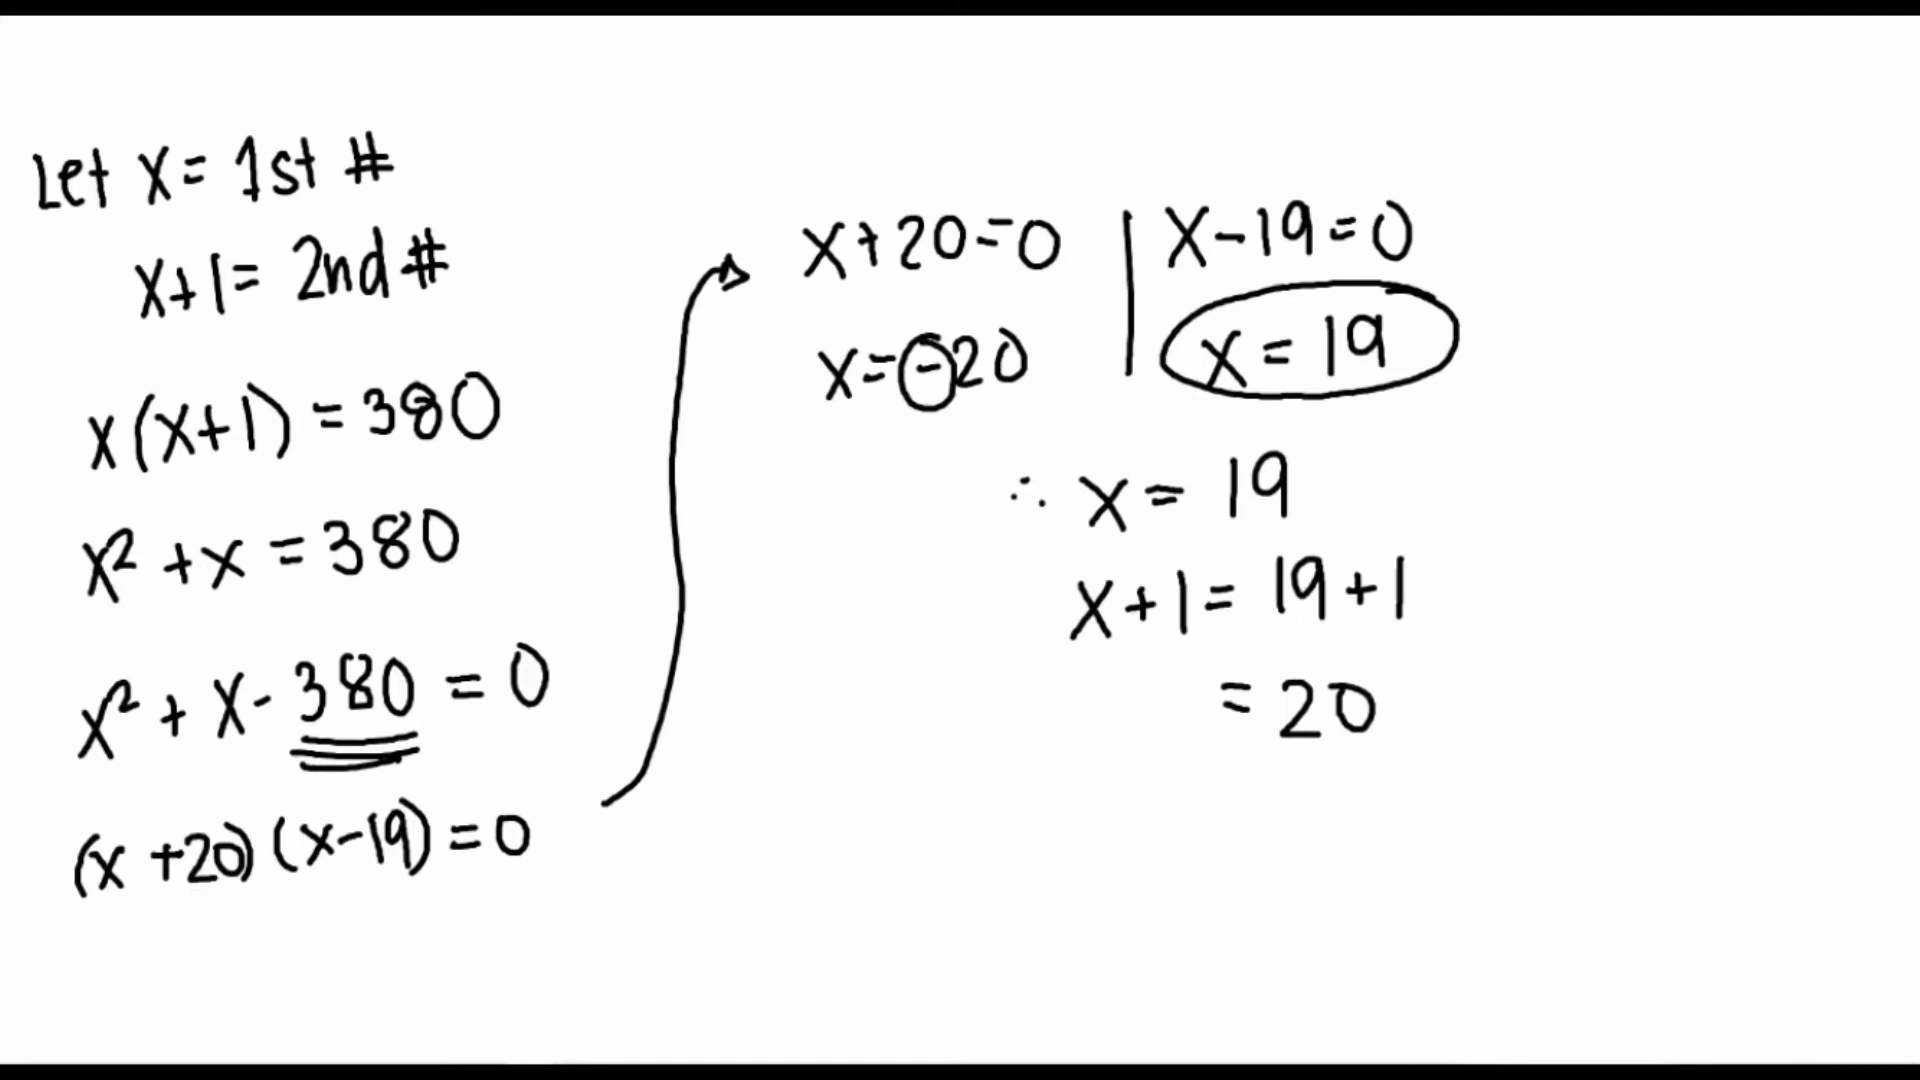 Let x = 1st #
x+1 = 2nd #
x(x+1) = 380
x² + x = 380
x² + x - 380 = 0
(x +20) (x-19) = 0
x+20=0 | x-19=0
x=-20 | x = 19
∴ x = 19
x+1 = 19+1
= 20